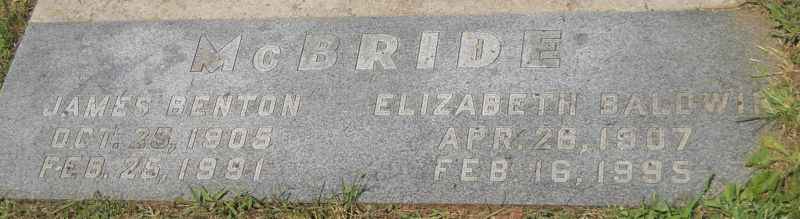 McBRIDE
JAMES BENTON
OCT. 25, 1905
FEB. 25, 1991
ELIZABETH BALDWIN
APR. 26, 1907
FEB. 16, 1995